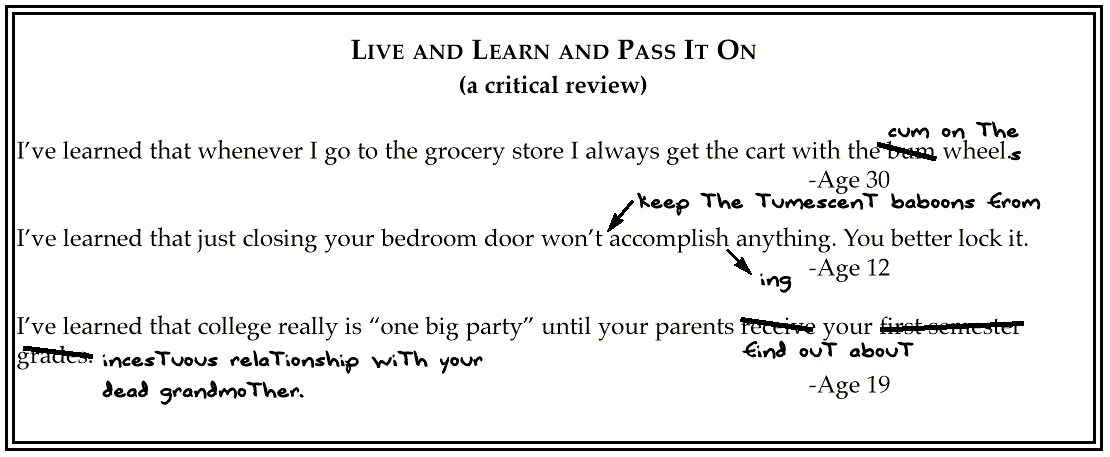 LIVE AND LEARN AND PASS IT ON
(a critical review)
cum on The
I've learned that whenever I go to the grocery store I always get the cart with the bum wheel.s
-Age 30
keep The TumescenT baboons from
I've learned that just closing your bedroom door won't accomplish anything. You better lock it.
ing -Age 12
I've learned that college really is “one big party” until your parents receive your first semester
find ouT abouT
grades. incesTuous relaTionship wiTh your
dead grandmoTher.
-Age 19